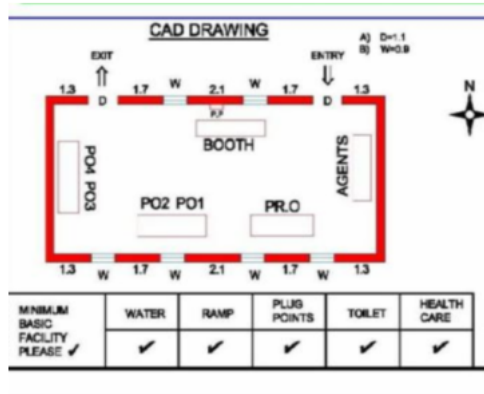 CAD DRAWING
A) D=1.1
B) W=0.9
EXIT
ENTRY
1.3 D 1.7 W 2.1 W 1.7 D 1.3
N
P.P
BOOTH
PO4 PO3
AGENTS
PO2 PO1
PR.O
1.3 W 1.7 W 2.1 W 1.7 W 1.3
MINIMUM
BASIC
FACILITY
PLEASE ✓
WATER
RAMP
PLUG
POINTS
TOILET
HEALTH
CARE
✓ ✓ ✓ ✓ ✓